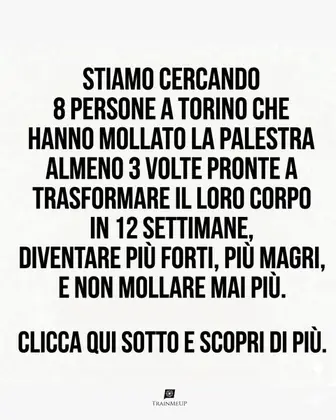 STIAMO CERCANDO
8 PERSONE A TORINO CHE
HANNO MOLLATO LA PALESTRA
ALMENO 3 VOLTE PRONTE A
TRASFORMARE IL LORO CORPO
IN 12 SETTIMANE,
DIVENTARE PIÙ FORTI, PIÙ MAGRI,
E NON MOLLARE MAI PIÙ.
CLICCA QUI SOTTO E SCOPRI DI PIÙ.
TRAINMEUP